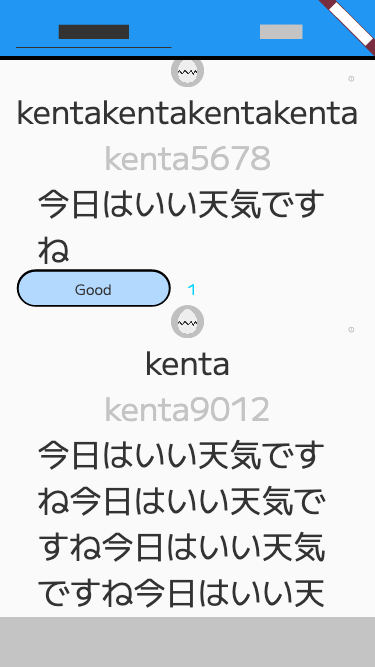 kentakentakentakenta
kenta5678
今日はいい天気です
ね
Good 1
kenta
kenta9012
今日はいい天気です
ね今日はいい天気で
すね今日はいい天気
ですね今日はいい天